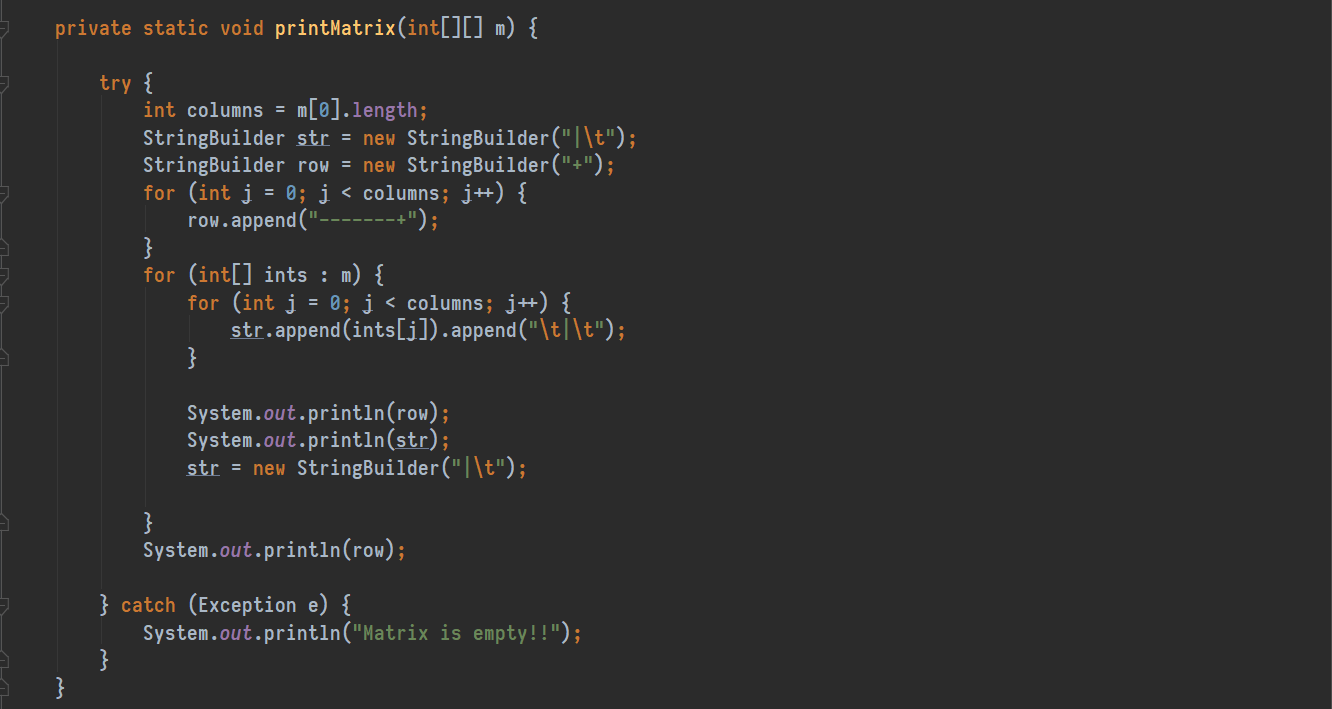 private static void printMatrix(int[][] m) {
try {
int columns = m[0].length;
StringBuilder str = new StringBuilder("|\t");
StringBuilder row = new StringBuilder("+");
for (int j = 0; j < columns; j++) {
row.append("-------+");
}
for (int[] ints : m) {
for (int j = 0; j < columns; j++) {
str.append(ints[j]).append("\t|\t");
}
System.out.println(row);
System.out.println(str);
str = new StringBuilder("|\t");
}
System.out.println(row);
} catch (Exception e) {
System.out.println("Matrix is empty!!");
}
}